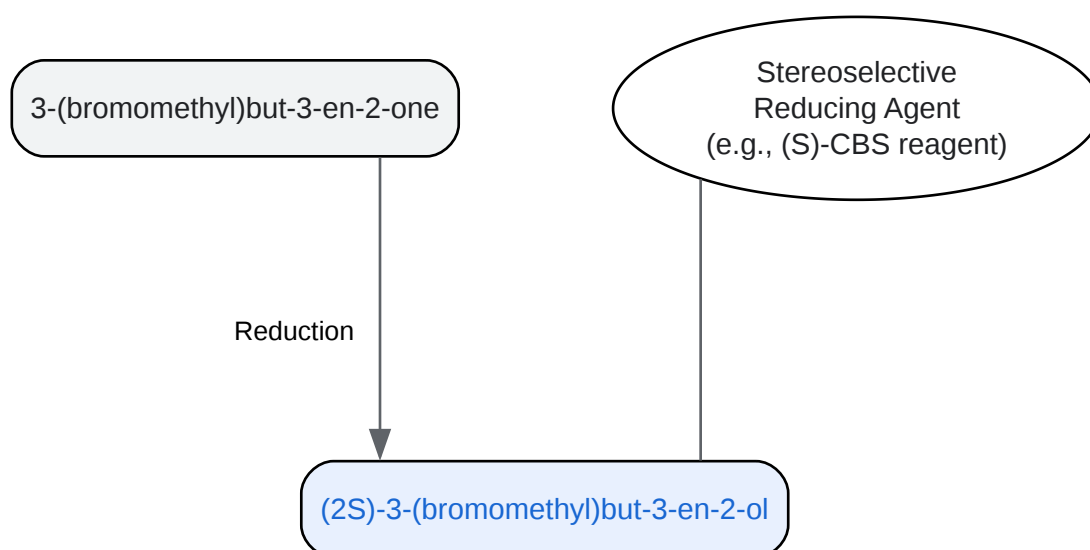 3-(bromomethyl)but-3-en-2-one
Stereoselective
Reducing Agent
(e.g., (S)-CBS reagent)
Reduction
(2S)-3-(bromomethyl)but-3-en-2-ol